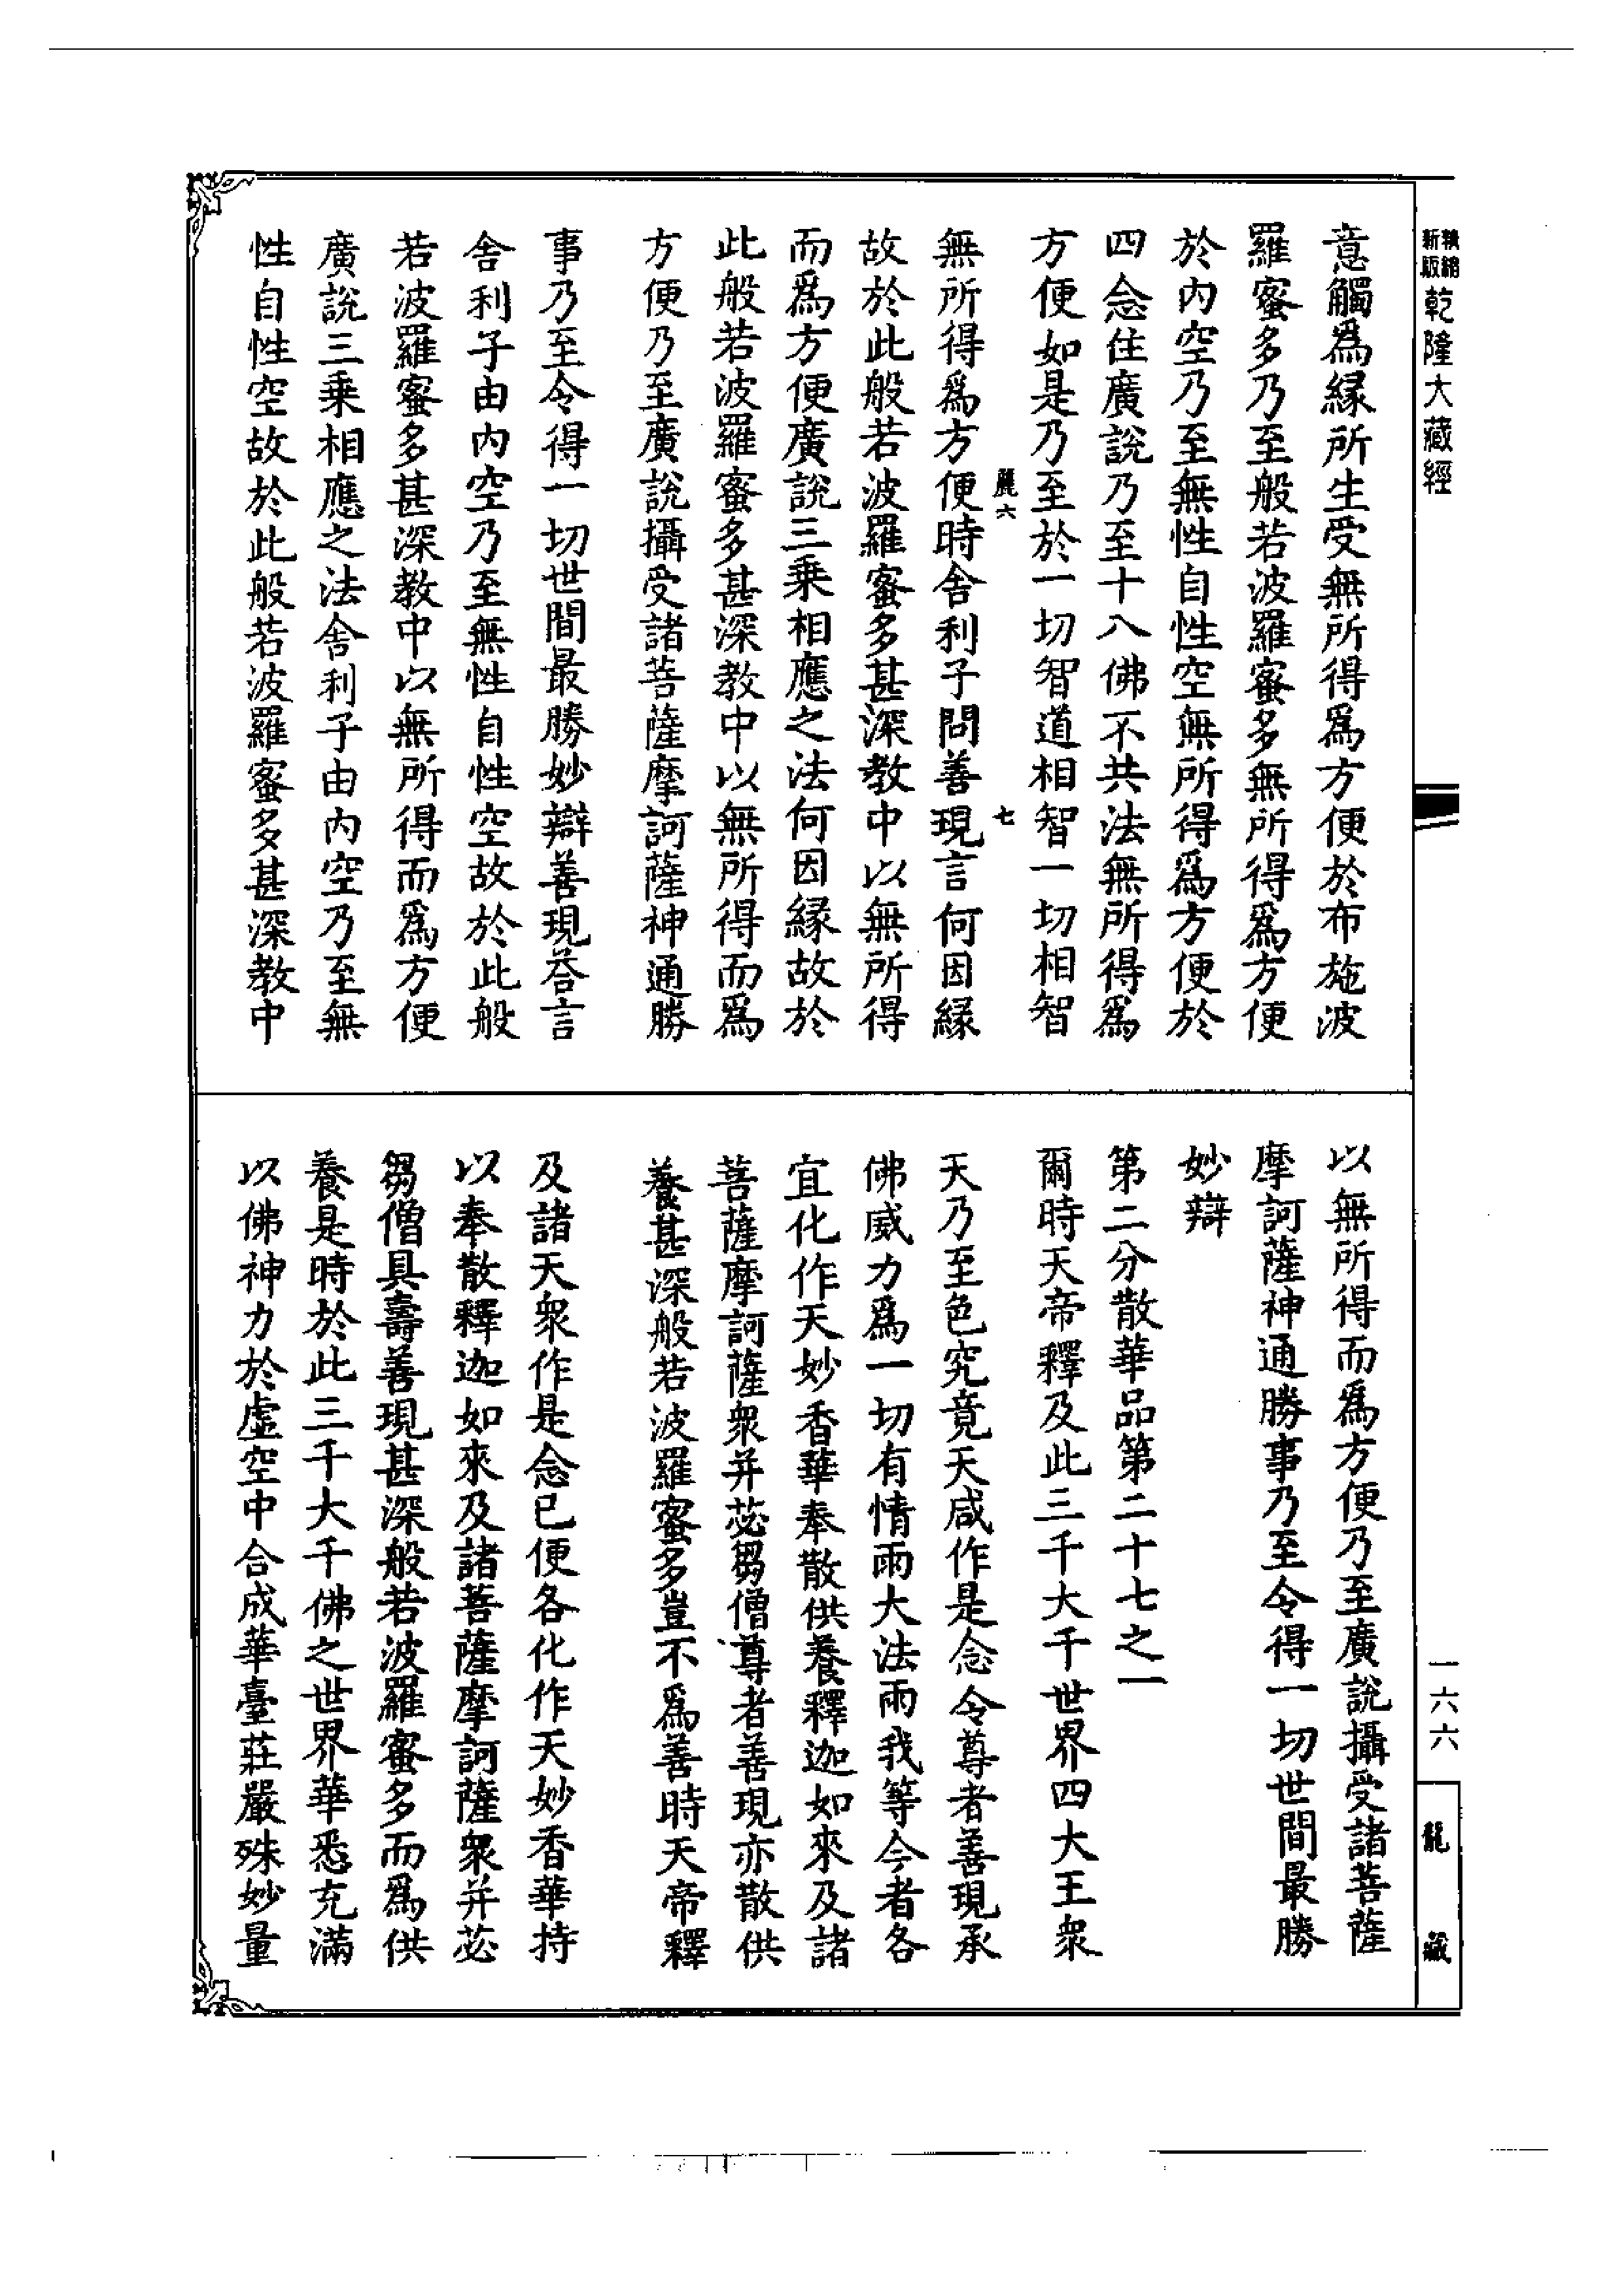 新版
乾隆大藏經
意觸爲緣所生受無所得爲方便於布施波
羅蜜多乃至般若波羅蜜多無所得爲方便
於內空乃至無性自性空無所得爲方便於
四念住廣說乃至十八佛不共法無所得爲
方便如是乃至於一切智道相智一切相智
麗六
七
無所得爲方便時舍利子問善現言何因緣
故於此般若波羅蜜多甚深教中以無所得
而爲方便廣說三乘相應之法何因緣故於
此般若波羅蜜多甚深教中以無所得而爲
方便乃至廣說攝受諸菩薩摩訶薩神通勝
事乃至令得一切世間最勝妙辯善現荅言
舍利子由內空乃至無性自性空故於此般
若波羅蜜多甚深教中以無所得而爲方便
廣說三乘相應之法舍利子由內空乃至無
性自性空故於此般若波羅蜜多甚深教中
以無所得而爲方便乃至廣說攝受諸菩薩
摩訶薩神通勝事乃至令得一切世間最勝
妙辯
第二分散華品第二十七之一
爾時天帝釋及此三千大千世界四大王衆
天乃至色究竟天咸作是念令尊者善現承
佛威力爲一切有情雨大法雨我等今者各
宜化作天妙香華奉散供養釋迦如來及諸
菩薩摩訶薩衆并苾芻僧尊者善現亦散供
養甚深般若波羅蜜多豈不爲善時天帝釋
及諸天衆作是念已便各化作天妙香華持
以奉散釋迦如來及諸菩薩摩訶薩衆并苾
芻僧具壽善現甚深般若波羅蜜多而爲供
養是時於此三千大千佛之世界華悉充滿
以佛神力於虛空中合成華臺莊嚴殊妙量
一六六
龍藏